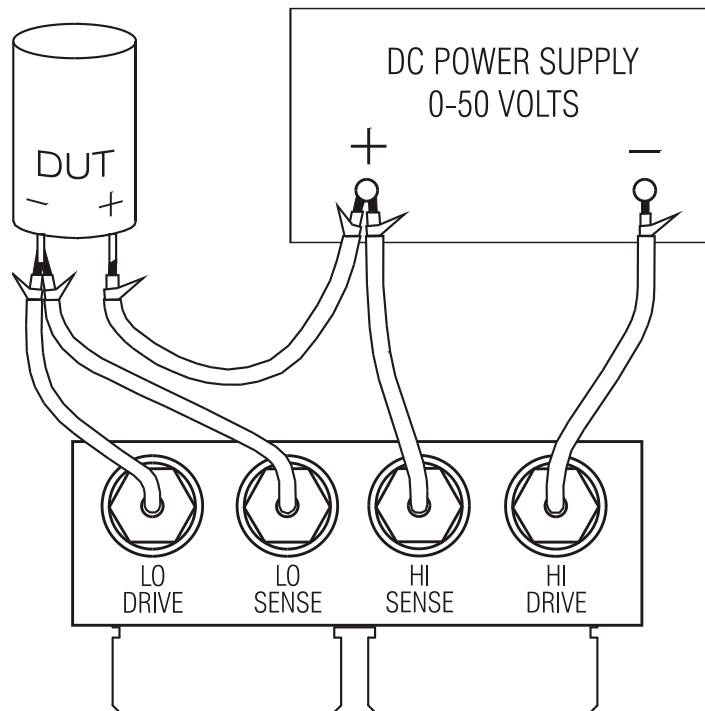 DC POWER SUPPLY
0-50 VOLTS
+ −
DUT
− +
LO
DRIVE
LO
SENSE
HI
SENSE
HI
DRIVE